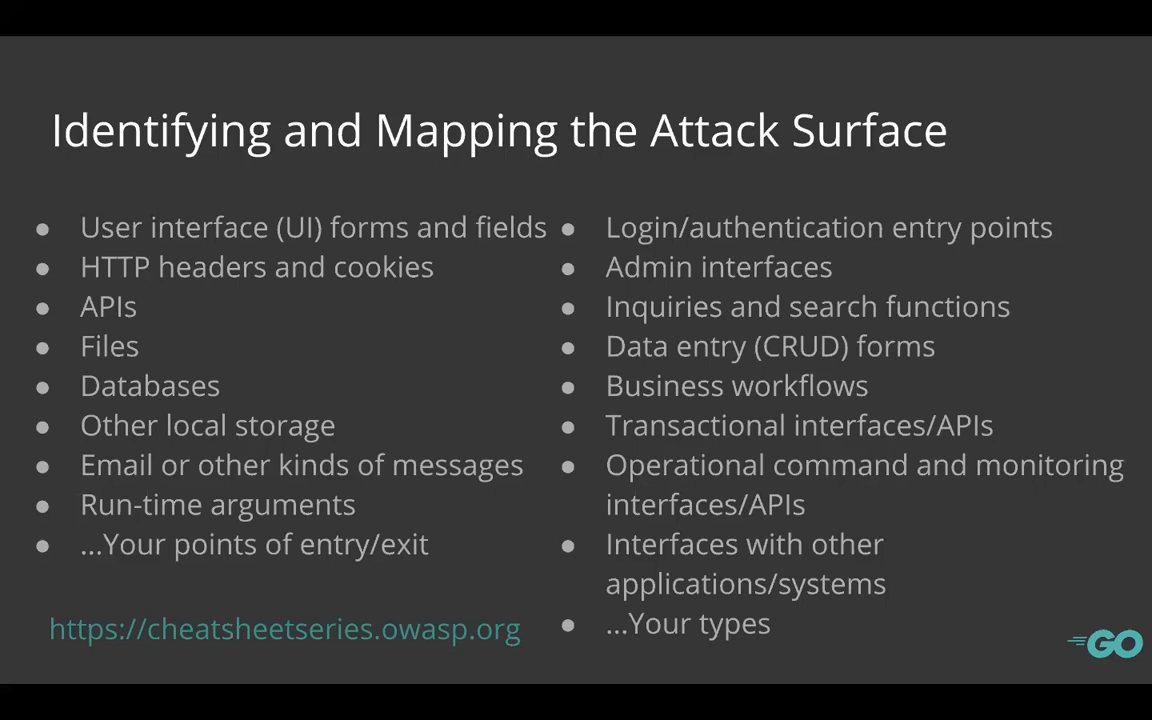 Identifying and Mapping the Attack Surface
● User interface (UI) forms and fields
● HTTP headers and cookies
● APIs
● Files
● Databases
● Other local storage
● Email or other kinds of messages
● Run-time arguments
● ...Your points of entry/exit
https://cheatsheetseries.owasp.org
● Login/authentication entry points
● Admin interfaces
● Inquiries and search functions
● Data entry (CRUD) forms
● Business workflows
● Transactional interfaces/APIs
● Operational command and monitoring
interfaces/APIs
● Interfaces with other
applications/systems
● ...Your types
GO